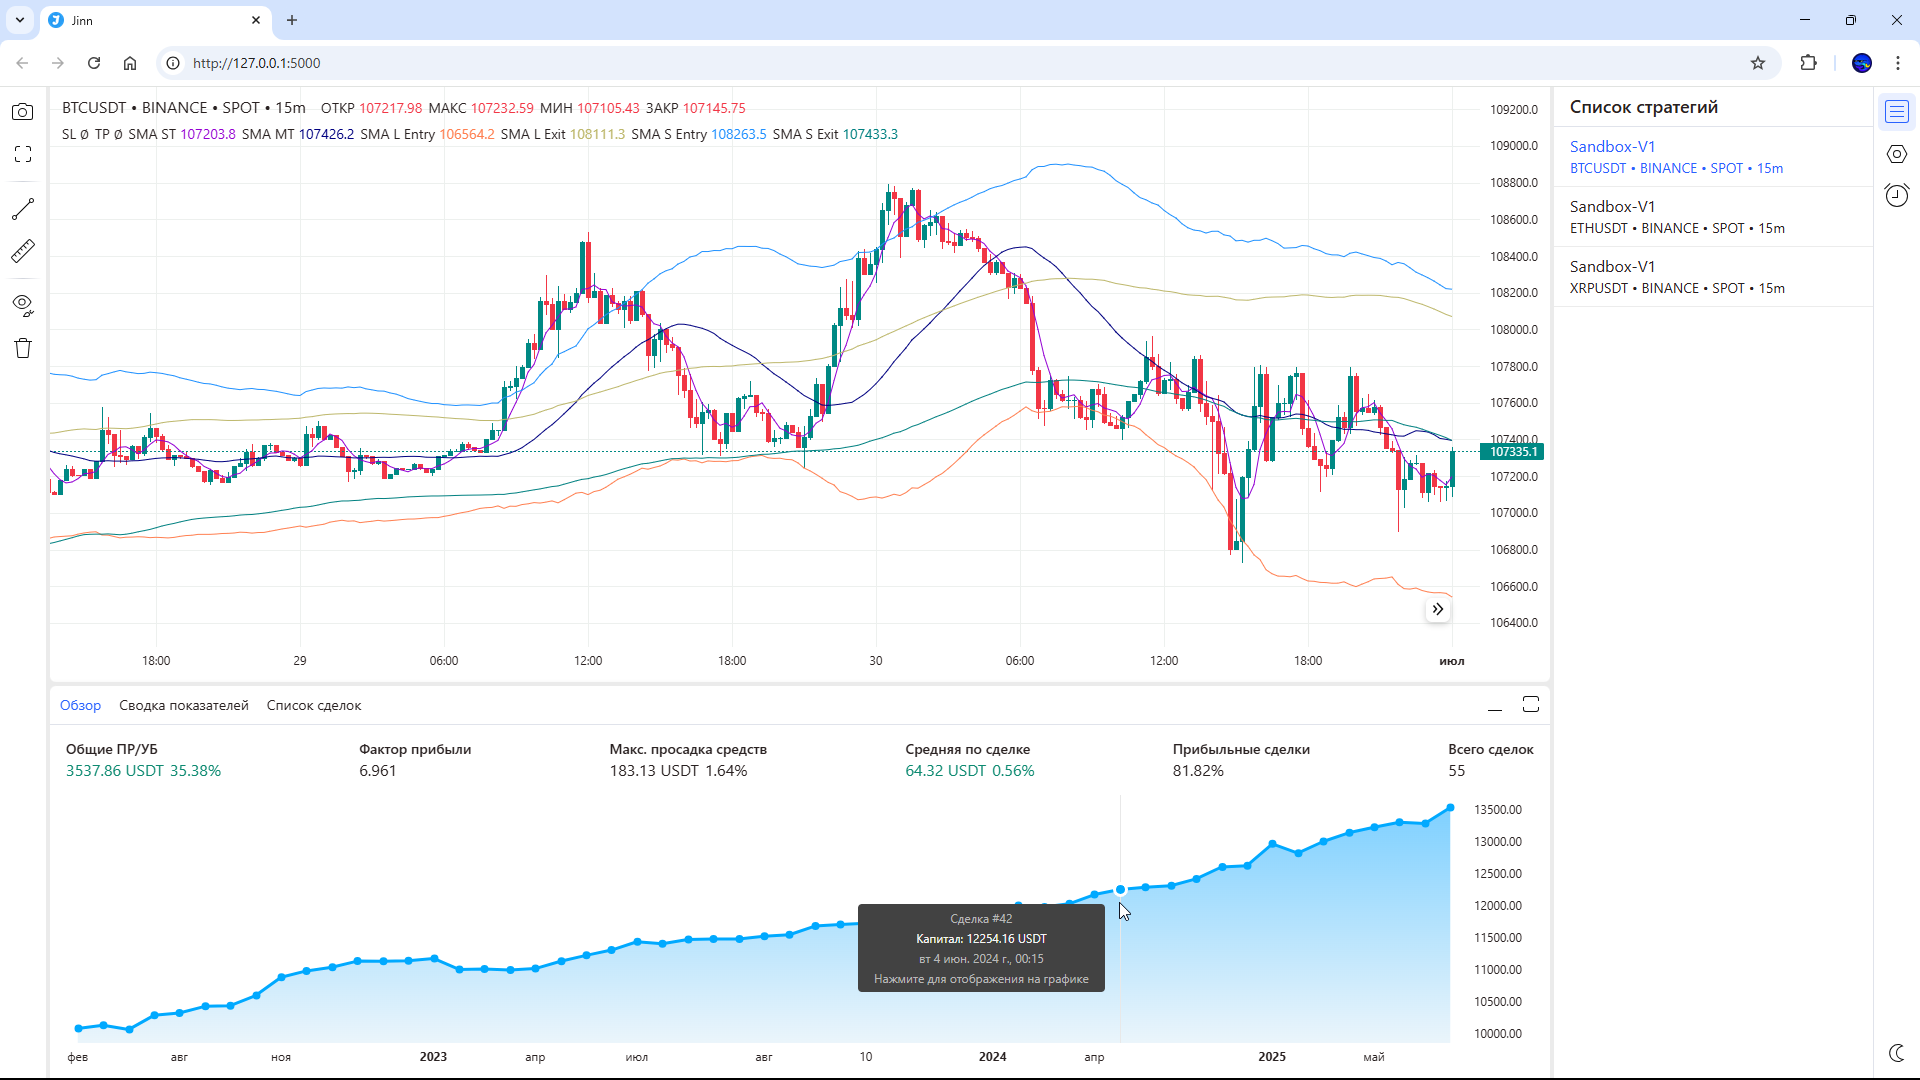 Jinn
http://127.0.0.1:5000
BTCUSDT • BINANCE • SPOT • 15m ОТКР 107217.98 МАКС 107232.59 МИН 107105.43 ЗАКР 107145.75
SL Ø TP Ø SMA ST 107203.8 SMA MT 107426.2 SMA L Entry 106564.2 SMA L Exit 108111.3 SMA S Entry 108263.5 SMA S Exit 107433.3
109200.0
109000.0
108800.0
108600.0
108400.0
108200.0
108000.0
107800.0
107600.0
107400.0
107335.1
107200.0
107000.0
106800.0
106600.0
106400.0
18:00 29 06:00 12:00 18:00 30 06:00 12:00 18:00 июл
Список стратегий
Sandbox-V1
BTCUSDT • BINANCE • SPOT • 15m
Sandbox-V1
ETHUSDT • BINANCE • SPOT • 15m
Sandbox-V1
XRPUSDT • BINANCE • SPOT • 15m
Обзор Сводка показателей Список сделок
Общие ПР/УБ
3537.86 USDT 35.38%
Фактор прибыли
6.961
Макс. просадка средств
183.13 USDT 1.64%
Средняя по сделке
64.32 USDT 0.56%
Прибыльные сделки
81.82%
Всего сделок
55
13500.00
13000.00
12500.00
12000.00
11500.00
11000.00
10500.00
10000.00
Сделка #42
Капитал: 12254.16 USDT
вт 4 июн. 2024 г., 00:15
Нажмите для отображения на графике
фев авг ноя 2023 апр июл авг 10 2024 апр 2025 май